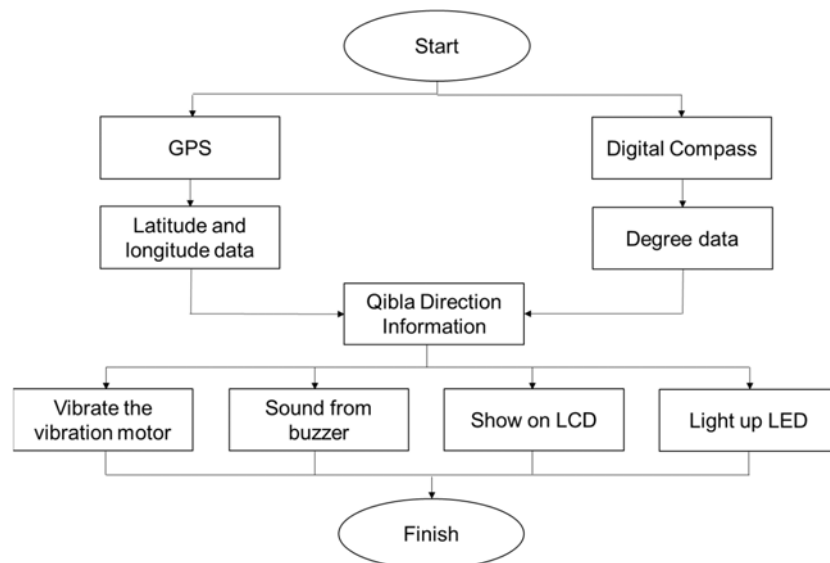 Start
GPS
Digital Compass
Latitude and
longitude data
Degree data
Qibla Direction
Information
Vibrate the
vibration motor
Sound from
buzzer
Show on LCD
Light up LED
Finish